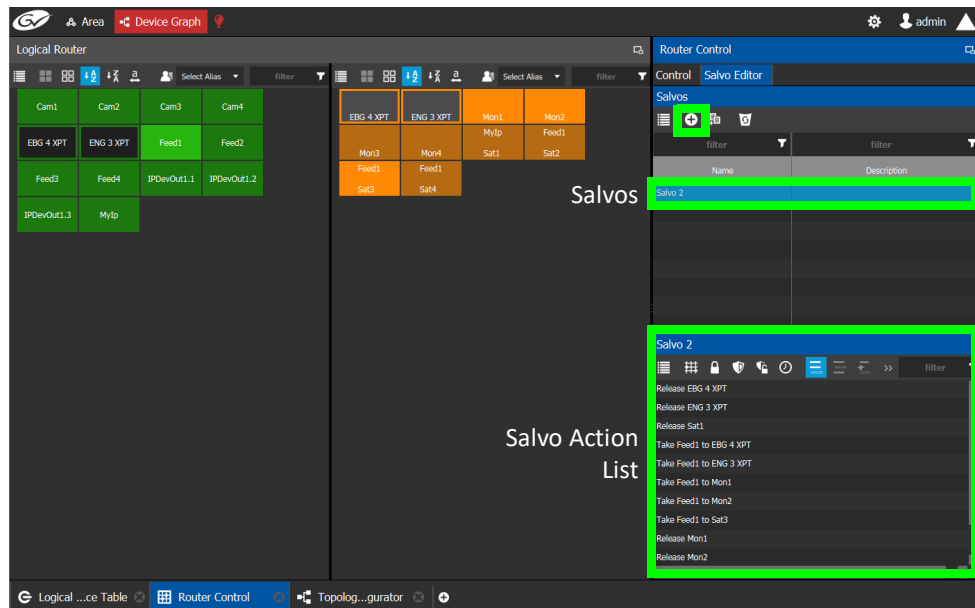 GV Area Device Graph admin
Logical Router
Router Control
Select Alias filter
Select Alias filter
Control Salvo Editor
Salvos
Cam1 Cam2 Cam3 Cam4
EBG 4 XPT ENG 3 XPT Feed1 Feed2
Feed3 Feed4 IPDevOut1.1 IPDevOut1.2
IPDevOut1.3 MyIp
EBG 4 XPT ENG 3 XPT Mon1 Mon2
MyIp Feed1
Mon3 Mon4 Sat1 Sat2
Feed1 Feed1
Sat3 Sat4
filter filter
Name Description
Salvos
Salvo 2
Salvo 2
filter
Salvo Action
List
Release EBG 4 XPT
Release ENG 3 XPT
Release Sat1
Take Feed1 to EBG 4 XPT
Take Feed1 to ENG 3 XPT
Take Feed1 to Mon1
Take Feed1 to Mon2
Take Feed1 to Sat3
Release Mon1
Release Mon2
Logical ...ce Table Router Control Topolog...gurator